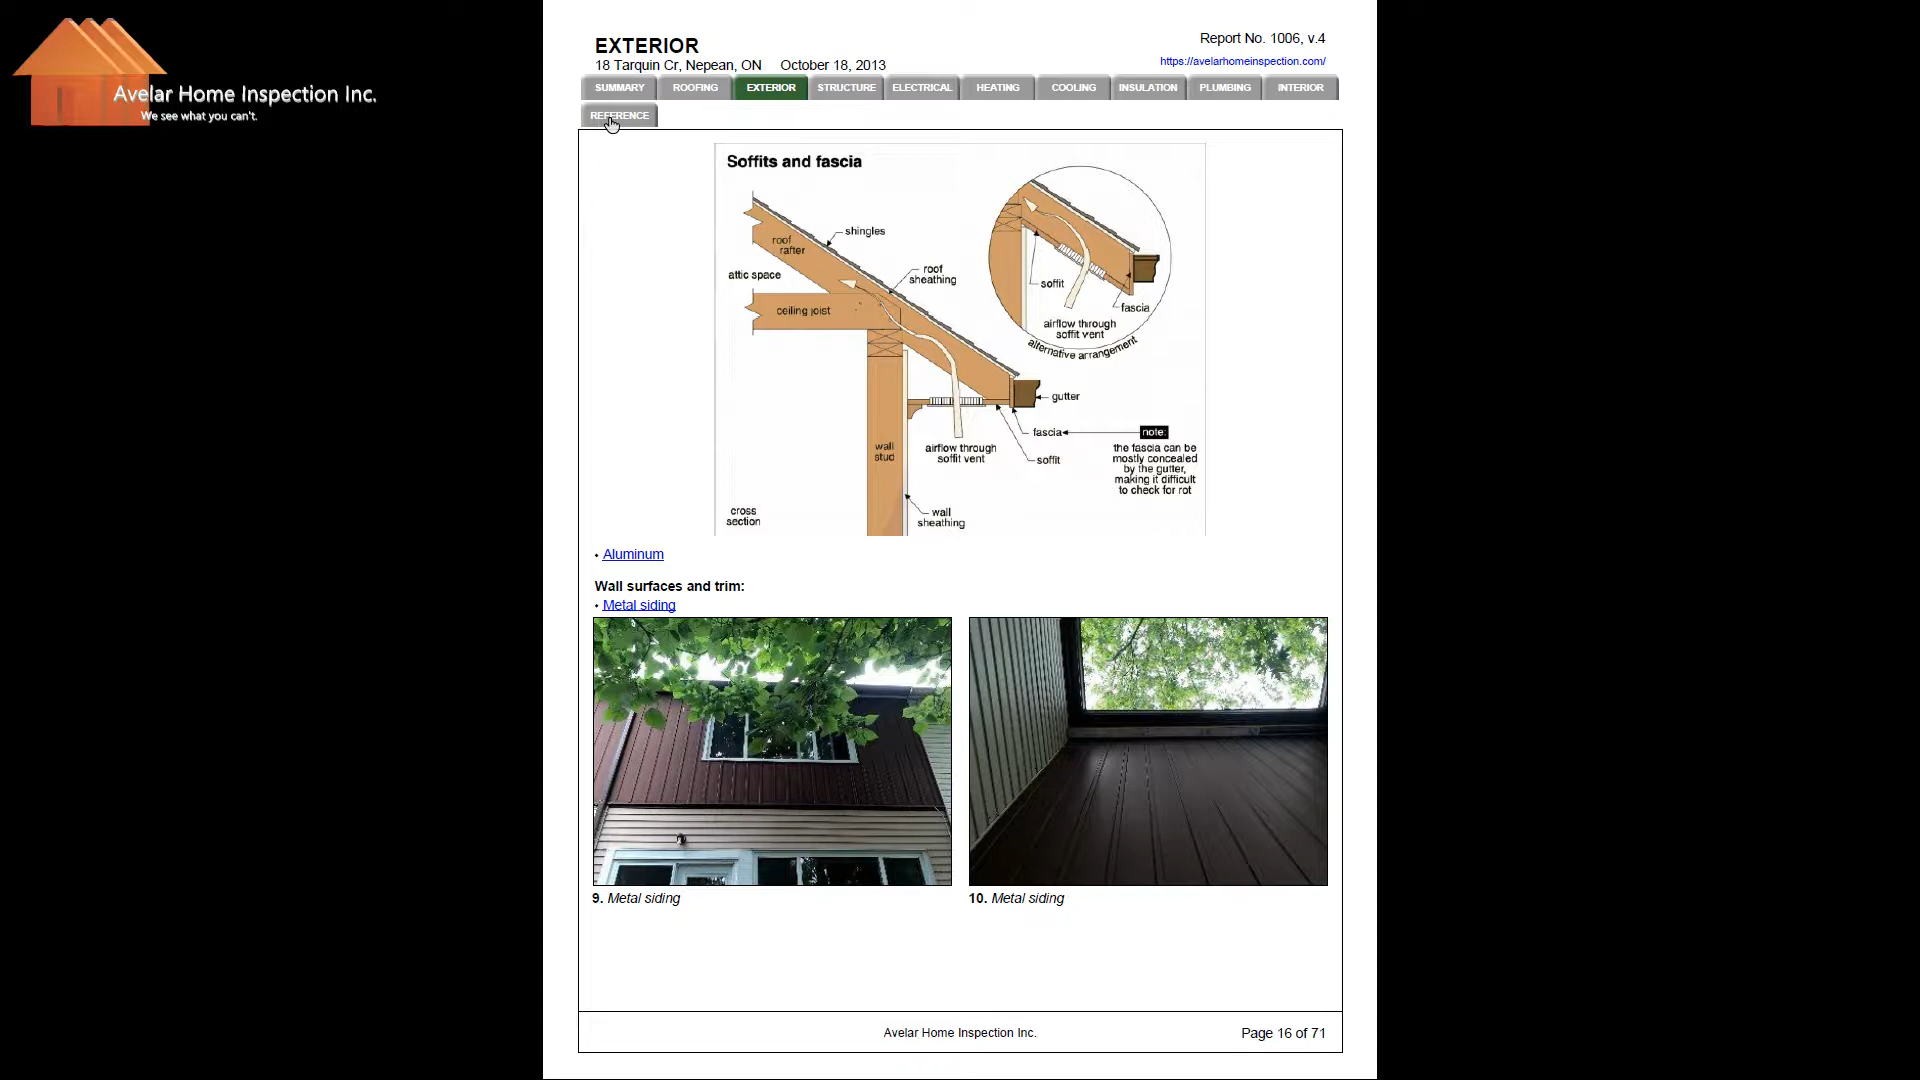 Avelar Home Inspection Inc.
We see what you can't.
EXTERIOR
Report No. 1006, v.4
18 Tarquin Cr, Nepean, ON October 18, 2013
https://avelarhomeinspection.com/
SUMMARY ROOFING EXTERIOR STRUCTURE ELECTRICAL HEATING COOLING INSULATION PLUMBING INTERIOR
REFERENCE
Soffits and fascia
shingles
roof
rafter
attic space
roof
sheathing
ceiling joist
soffit
fascia
airflow through
soffit vent
alternative arrangement
gutter
fascia
note:
the fascia can be
mostly concealed
by the gutter,
making it difficult
to check for rot
wall
stud
airflow through
soffit vent
soffit
cross
section
wall
sheathing
• Aluminum
Wall surfaces and trim:
• Metal siding
9. Metal siding
10. Metal siding
Avelar Home Inspection Inc.
Page 16 of 71